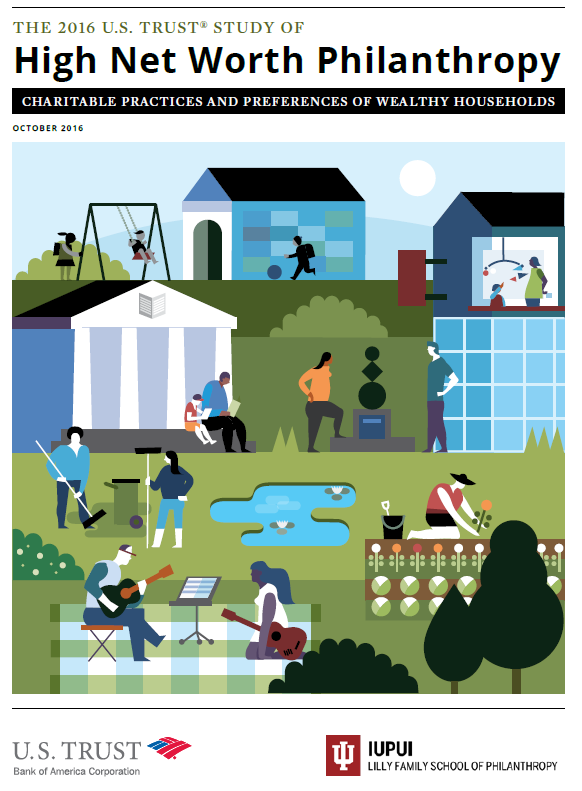 THE 2016 U.S. TRUST® STUDY OF
High Net Worth Philanthropy
CHARITABLE PRACTICES AND PREFERENCES OF WEALTHY HOUSEHOLDS
OCTOBER 2016
U.S. TRUST
Bank of America Corporation
IUPUI
LILLY FAMILY SCHOOL OF PHILANTHROPY